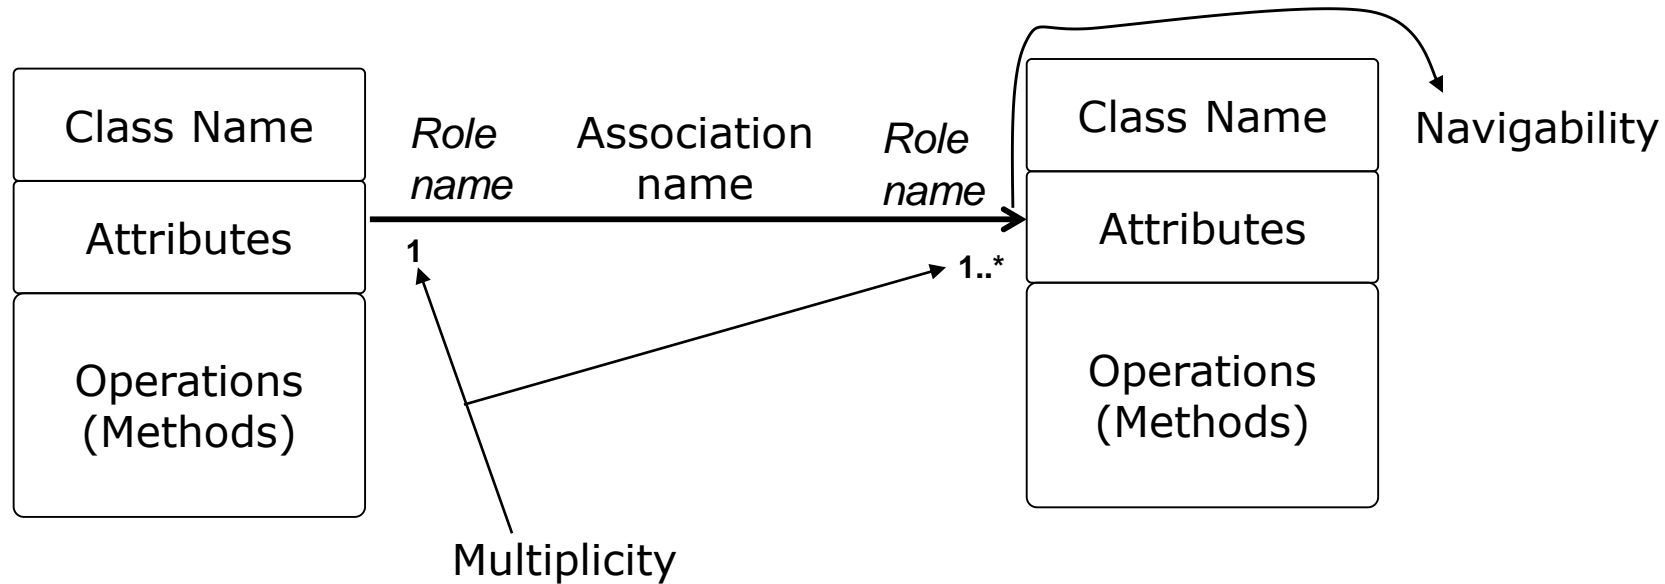 Class Name
Attributes
Operations
(Methods)
Role
name
Association
name
Role
name
1
1..*
Multiplicity
Class Name
Attributes
Operations
(Methods)
Navigability